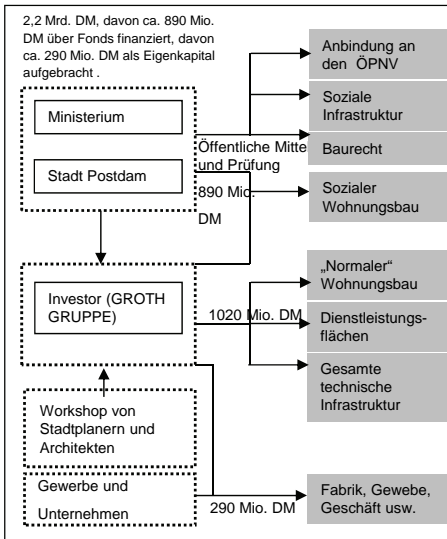 2,2 Mrd. DM, davon ca. 890 Mio.
DM über Fonds finanziert, davon
ca. 290 Mio. DM als Eigenkapital
aufgebracht .
Ministerium
Stadt Postdam
Öffentliche Mitte
und Prüfung
890 Mio.
DM
Investor (GROTH
GRUPPE)
1020 Mio. DM
Workshop von
Stadtplanern und
Architekten
Gewerbe und
Unternehmen
290 Mio. DM
Anbindung an
den ÖPNV
Soziale
Infrastruktur
Baurecht
Sozialer
Wohnungsbau
„Normaler“
Wohnungsbau
Dienstleistungs-
flächen
Gesamte
technische
Infrastruktur
Fabrik, Gewebe,
Geschäft usw.